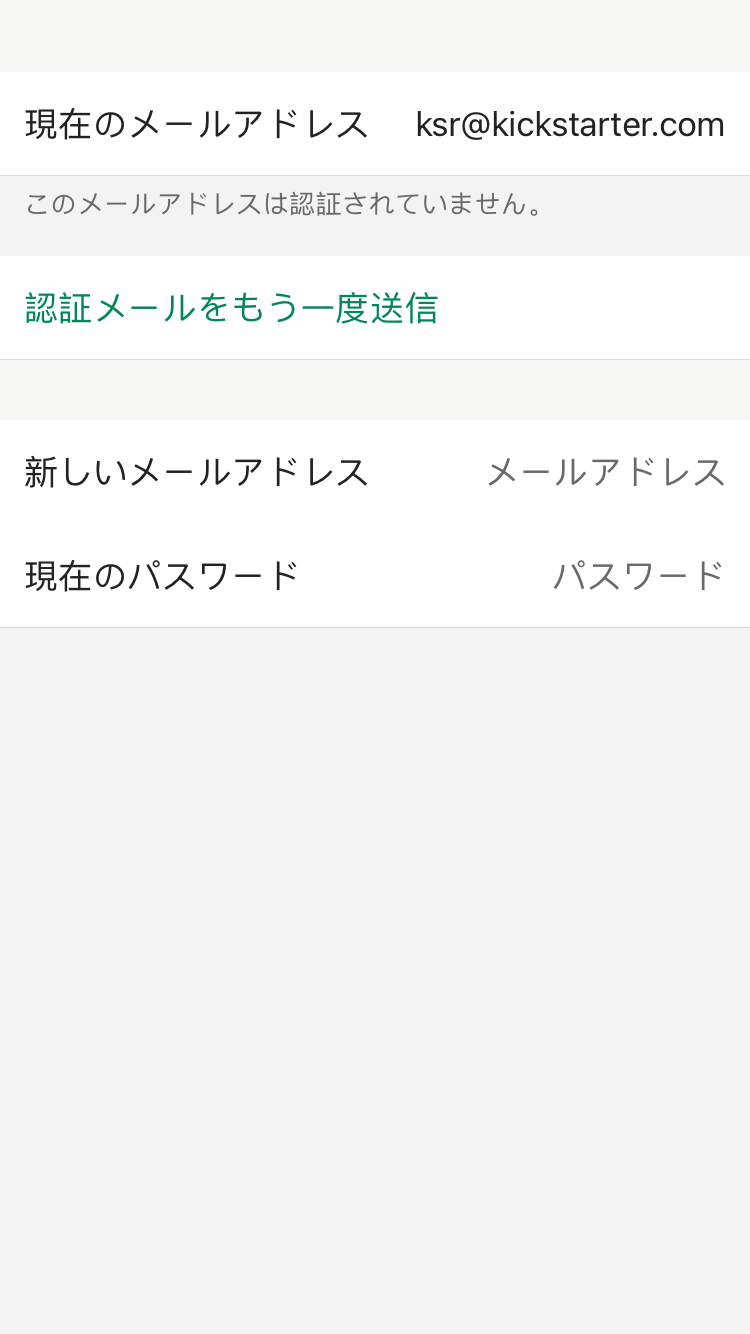 現在のメールアドレス ksr@kickstarter.com
このメールアドレスは認証されていません。
認証メールをもう一度送信
新しいメールアドレス メールアドレス
現在のパスワード パスワード